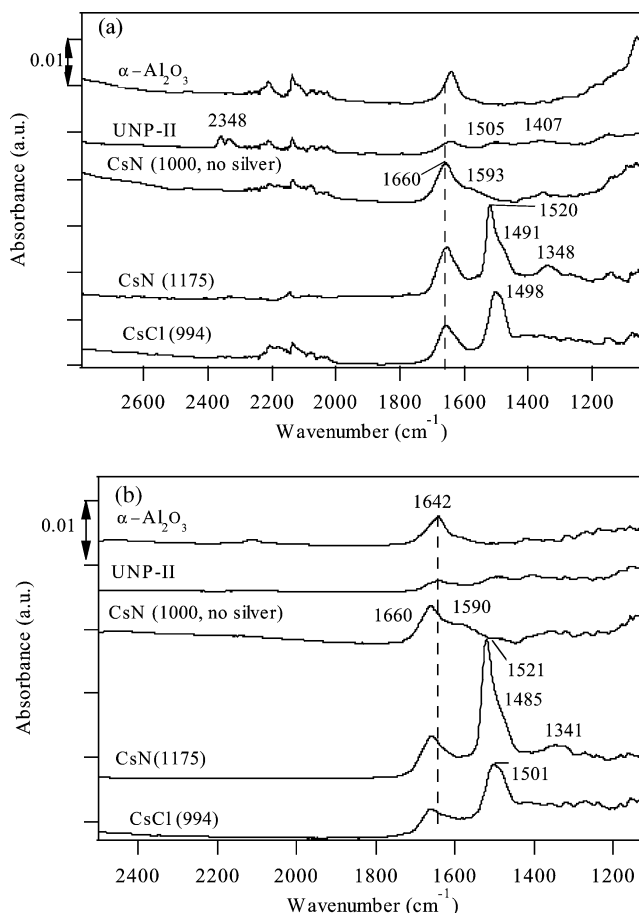 (a)
0.01
α–Al₂O₃
UNP-II
2348
1505
1407
CsN (1000, no silver)
1660
1593
1520
1491
1348
CsN (1175)
1498
CsCl (994)
Absorbance (a.u.)
2600 2400 2200 2000 1800 1600 1400 1200
Wavenumber (cm⁻¹)
(b)
1642
0.01
α–Al₂O₃
UNP-II
CsN (1000, no silver)
1660
1590
1521
1485
1341
CsN(1175)
1501
CsCl (994)
Absorbance (a.u.)
2400 2200 2000 1800 1600 1400 1200
Wavenumber (cm⁻¹)